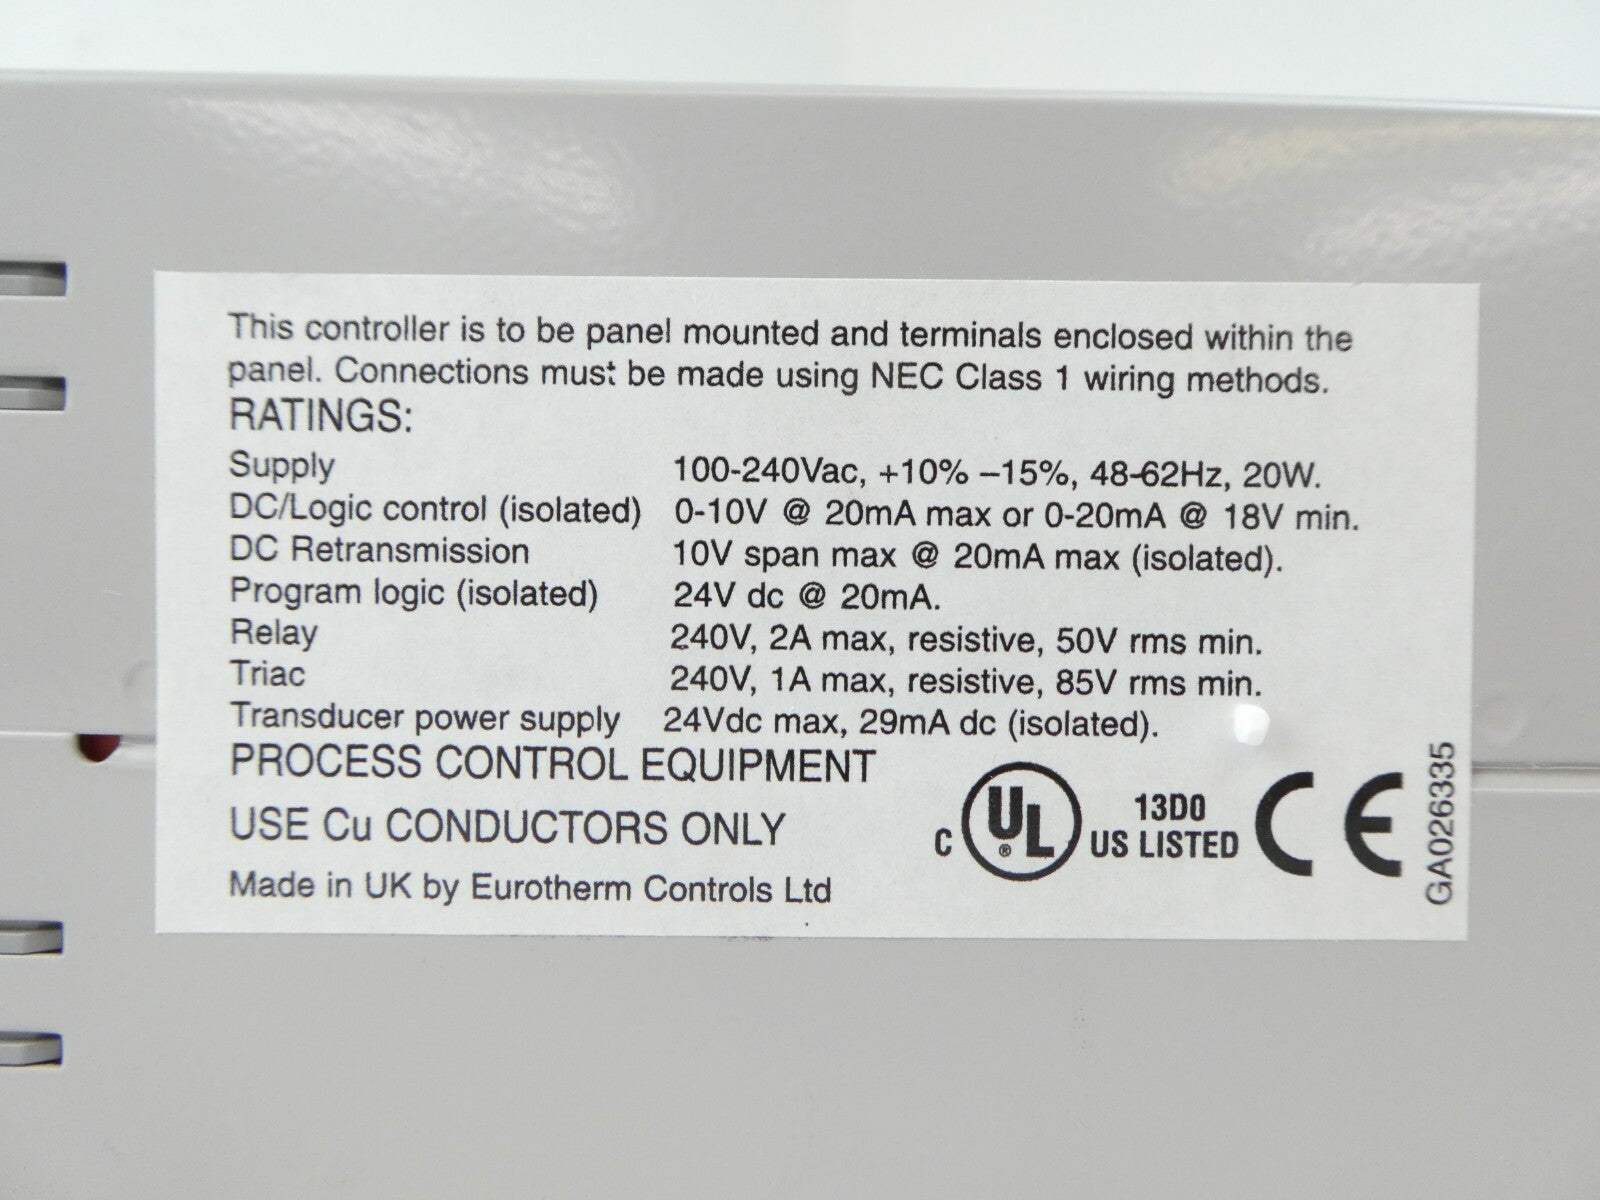 This controller is to be panel mounted and terminals enclosed within the
panel. Connections must be made using NEC Class 1 wiring methods.
RATINGS:
Supply 100-240Vac, +10% –15%, 48-62Hz, 20W.
DC/Logic control (isolated) 0-10V @ 20mA max or 0-20mA @ 18V min.
DC Retransmission 10V span max @ 20mA max (isolated).
Program logic (isolated) 24V dc @ 20mA.
Relay 240V, 2A max, resistive, 50V rms min.
Triac 240V, 1A max, resistive, 85V rms min.
Transducer power supply 24Vdc max, 29mA dc (isolated).
PROCESS CONTROL EQUIPMENT
USE Cu CONDUCTORS ONLY
Made in UK by Eurotherm Controls Ltd
C UL ® 13D0
US LISTED
CE
GA026335